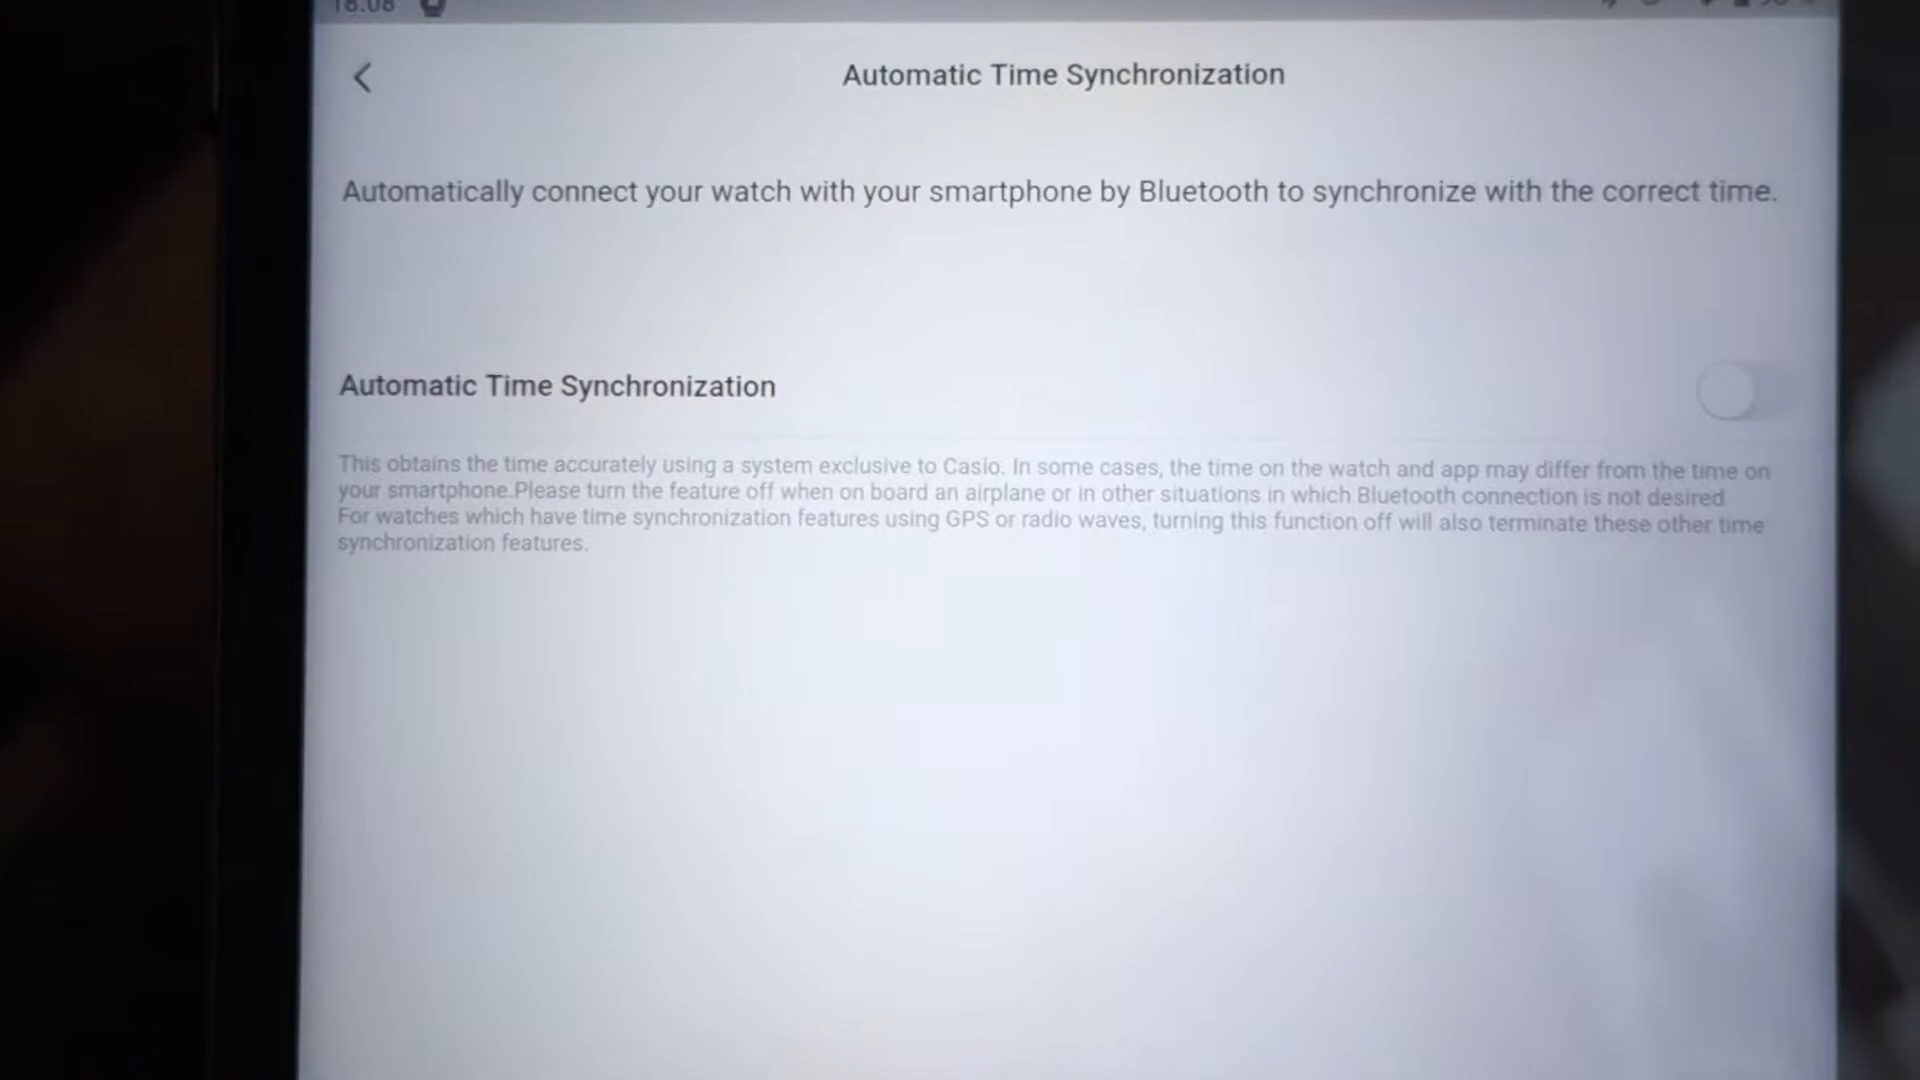 18:08
Automatic Time Synchronization
Automatically connect your watch with your smartphone by Bluetooth to synchronize with the correct time.
Automatic Time Synchronization
This obtains the time accurately using a system exclusive to Casio. In some cases, the time on the watch and app may differ from the time on
your smartphone.Please turn the feature off when on board an airplane or in other situations in which Bluetooth connection is not desired.
For watches which have time synchronization features using GPS or radio waves, turning this function off will also terminate these other time
synchronization features.